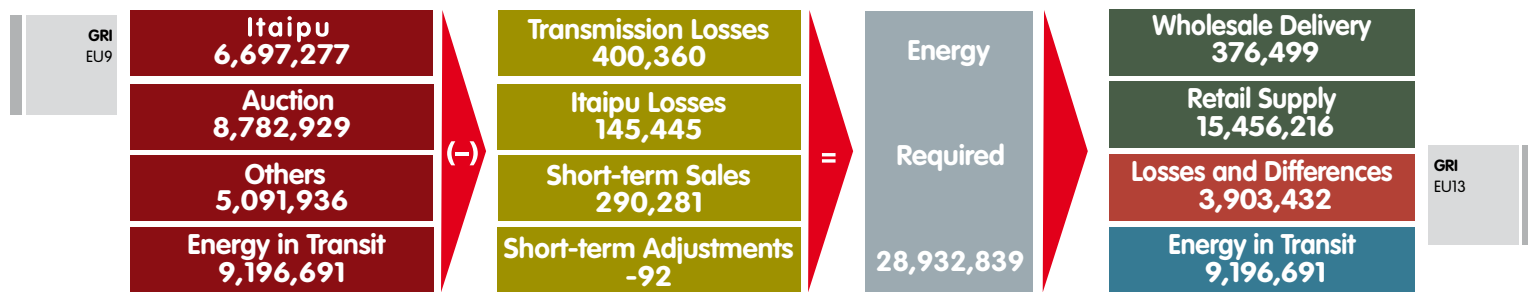 GRI
EU9
Itaipu
6,697,277
Auction
8,782,929
Others
5,091,936
Energy in Transit
9,196,691
(–)
Transmission Losses
400,360
Itaipu Losses
145,445
Short-term Sales
290,281
Short-term Adjustments
-92
=
Energy
Required
28,932,839
Wholesale Delivery
376,499
Retail Supply
15,456,216
Losses and Differences
3,903,432
Energy in Transit
9,196,691
GRI
EU13